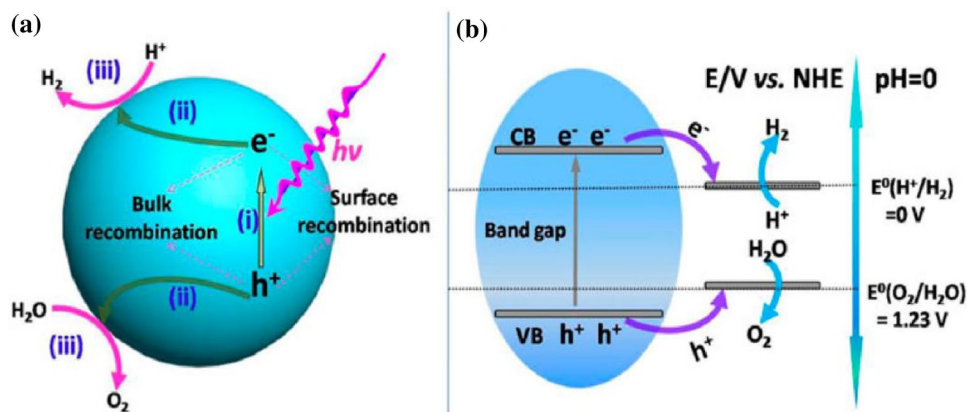 (a)
H⁺
H₂
(iii)
(ii)
e⁻
hν
Bulk
recombination
(i)
Surface
recombination
h⁺
(ii)
H₂O
(iii)
O₂
(b)
E/V vs. NHE
pH=0
CB e⁻ e⁻
e⁻
H₂
E⁰(H⁺/H₂)
=0 V
H⁺
Band gap
H₂O
E⁰(O₂/H₂O)
= 1.23 V
VB h⁺ h⁺
h⁺
O₂